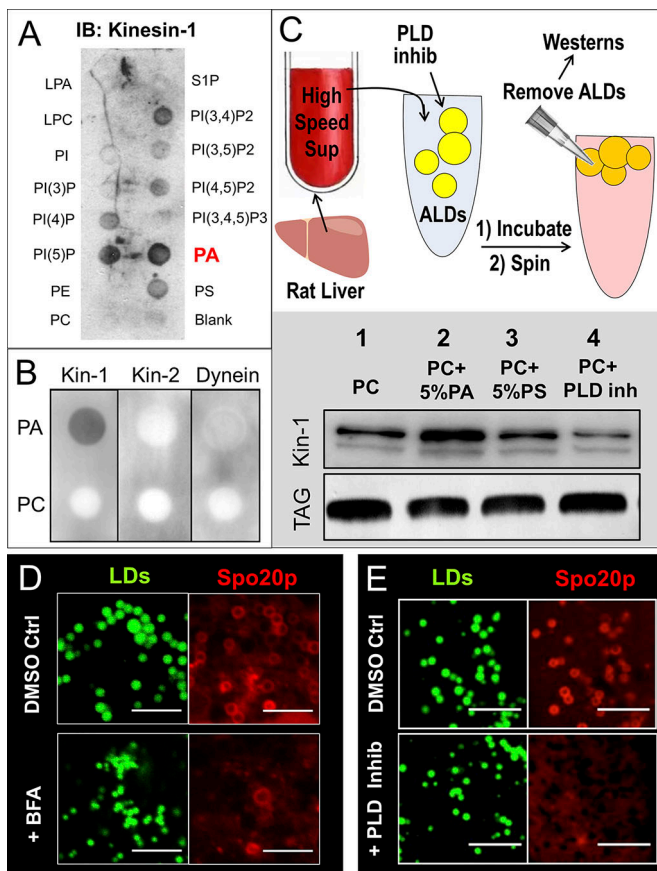 A
IB: Kinesin-1
LPA
S1P
LPC
PI(3,4)P2
PI
PI(3,5)P2
PI(3)P
PI(4,5)P2
PI(4)P
PI(3,4,5)P3
PI(5)P
PA
PE
PS
PC
Blank
B
Kin-1 Kin-2 Dynein
PA
PC
C
PLD
inhib
Westerns
Remove ALDs
High
Speed
Sup
ALDs
1) Incubate
2) Spin
Rat Liver
1 2 3 4
PC
PC+
5%PA
PC+
5%PS
PC+
PLD inh
Kin-1
TAG
D
LDs Spo20p
DMSO Ctrl
+ BFA
E
LDs Spo20p
DMSO Ctrl
+ PLD Inhib